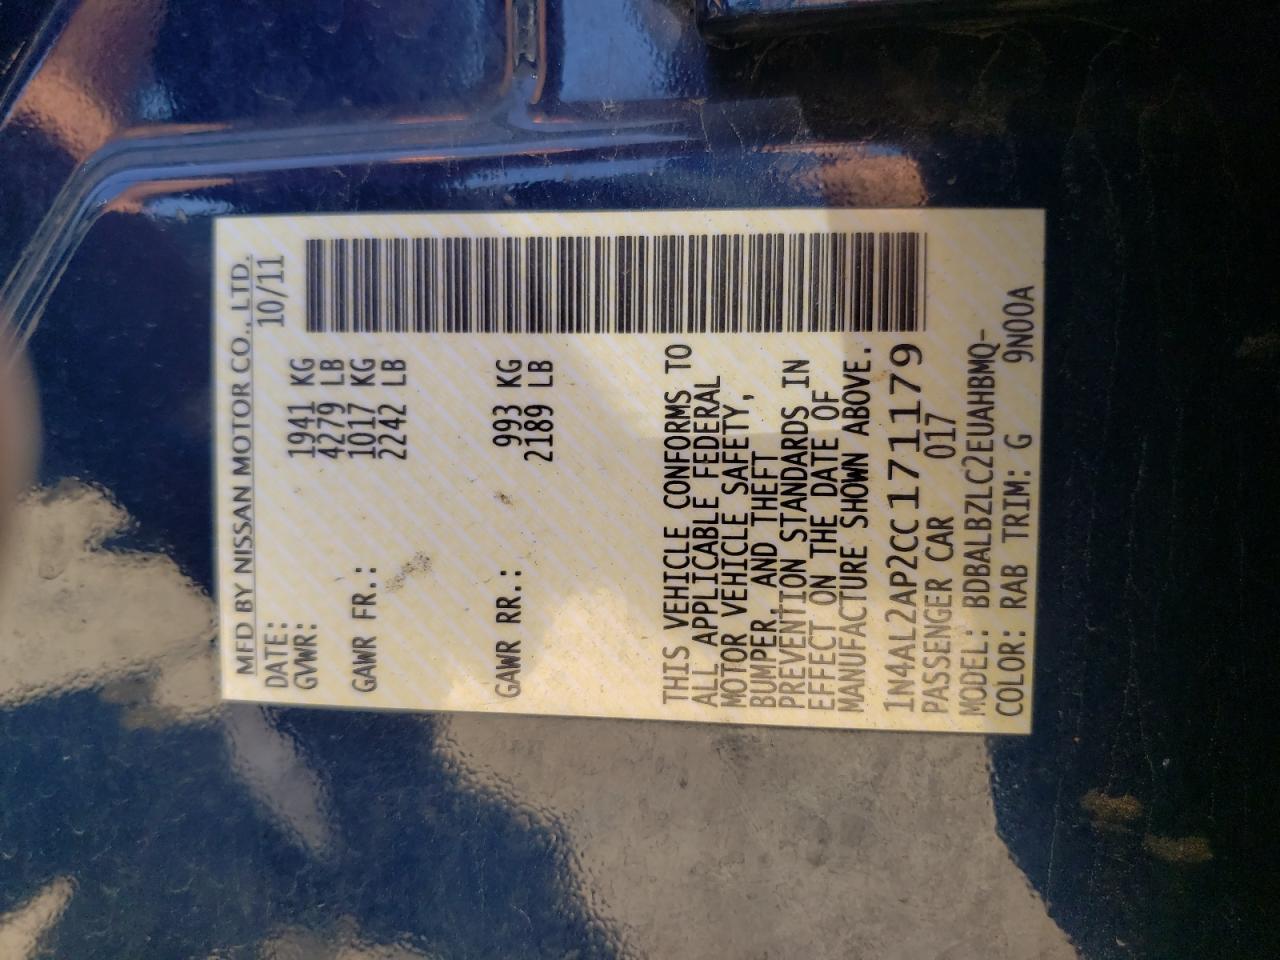 MFD BY NISSAN MOTOR CO., LTD.
DATE: 10/11
GVWR: 1941 KG
4279 LB
GAWR FR.: 1017 KG
2242 LB
GAWR RR.: 993 KG
2189 LB
THIS VEHICLE CONFORMS TO
ALL APPLICABLE FEDERAL
MOTOR VEHICLE SAFETY,
BUMPER, AND THEFT
PREVENTION STANDARDS IN
EFFECT ON THE DATE OF
MANUFACTURE SHOWN ABOVE.
1N4AL2AP2CC171179
PASSENGER CAR 017
MODEL: BDBALBZLC2EUAHBMQ-
COLOR: RAB TRIM: G 9N00A